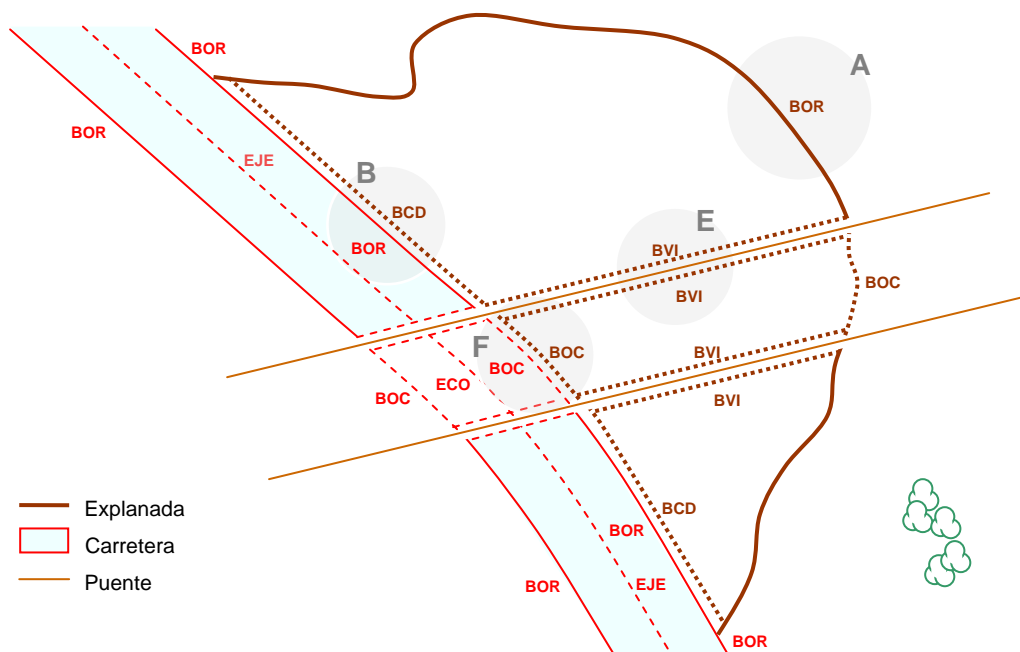 BOR
A
BOR
BOR
EJE
B
BCD
E
BOR
BVI
BVI
BOC
F
BOC
BVI
BOC
ECO
BOC
BVI
Explanada
BCD
BOR
Carretera
Puente
BOR
EJE
BOR